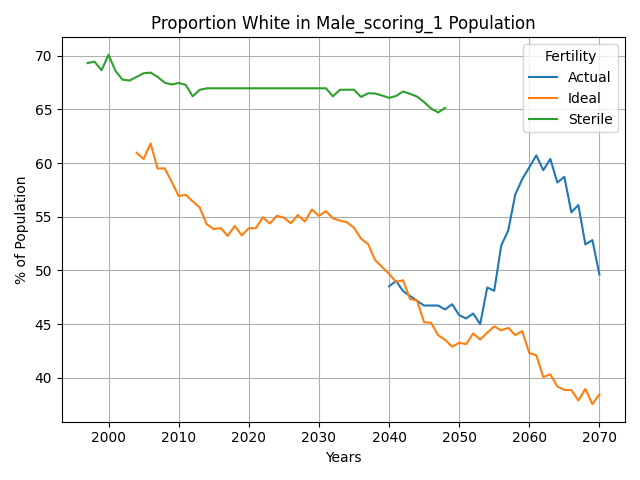 Proportion White in Male_scoring_1 Population
Fertility
Actual
Ideal
Sterile
% of Population
70
65
60
55
50
45
40
2000 2010 2020 2030 2040 2050 2060 2070
Years